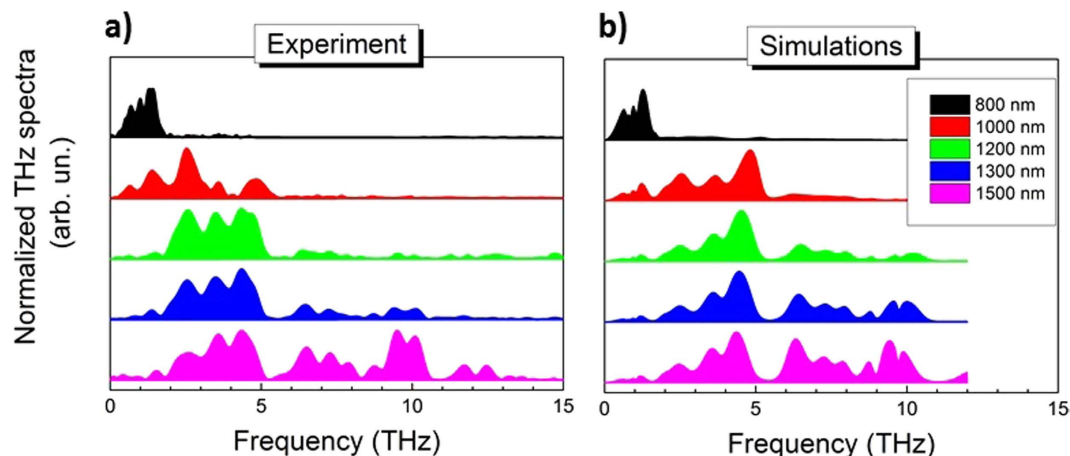 a)
Experiment
b)
Simulations
Normalized THz spectra
(arb. un.)
800 nm
1000 nm
1200 nm
1300 nm
1500 nm
0 5 10 15
0 5 10 15
Frequency (THz)
Frequency (THz)